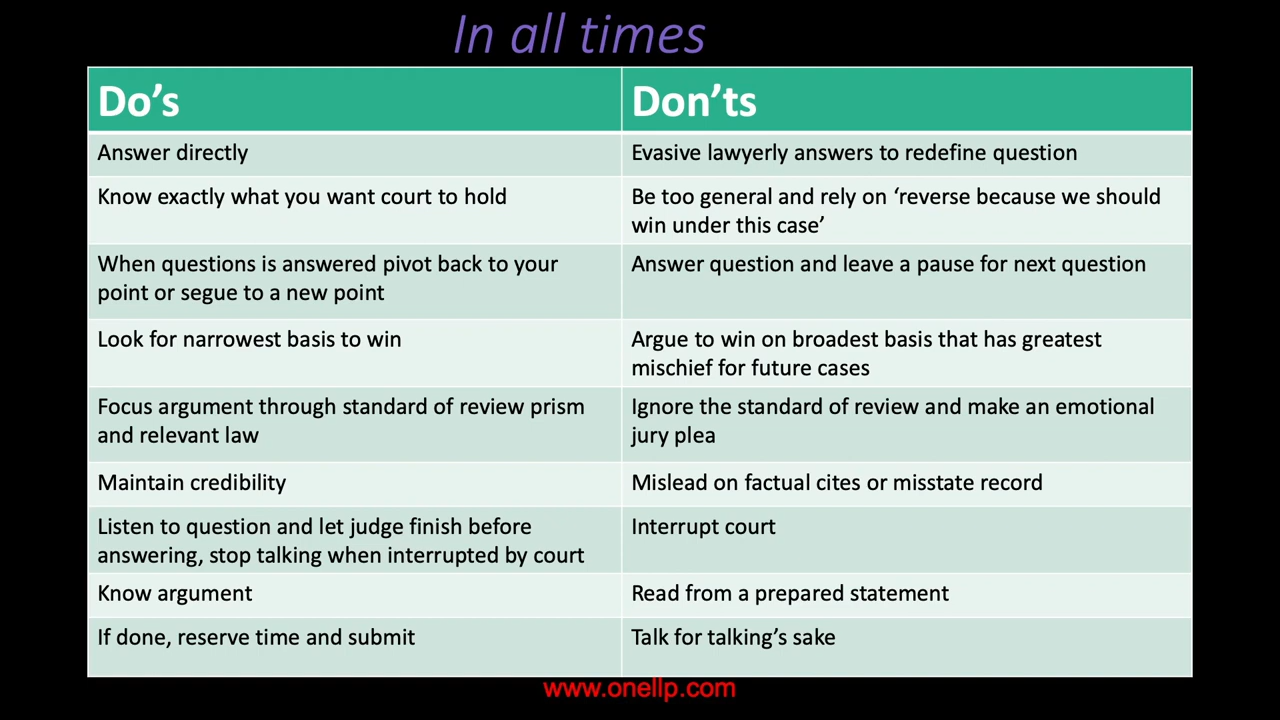 In all times
Do’s
Don’ts
Answer directly
Evasive lawyerly answers to redefine question
Know exactly what you want court to hold
Be too general and rely on ‘reverse because we should
win under this case’
When questions is answered pivot back to your
point or segue to a new point
Answer question and leave a pause for next question
Look for narrowest basis to win
Argue to win on broadest basis that has greatest
mischief for future cases
Focus argument through standard of review prism
and relevant law
Ignore the standard of review and make an emotional
jury plea
Maintain credibility
Mislead on factual cites or misstate record
Listen to question and let judge finish before
answering, stop talking when interrupted by court
Interrupt court
Know argument
Read from a prepared statement
If done, reserve time and submit
Talk for talking’s sake
www.onellp.com